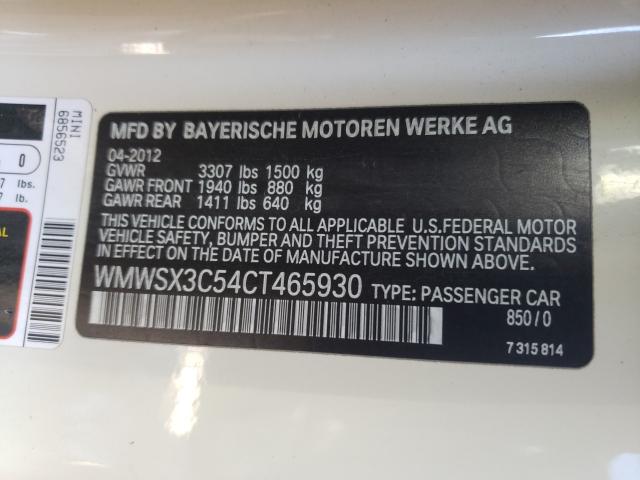 MFD BY BAYERISCHE MOTOREN WERKE AG
04-2012
GVWR 3307 lbs 1500 kg
GAWR FRONT 1940 lbs 880 kg
GAWR REAR 1411 lbs 640 kg
THIS VEHICLE CONFORMS TO ALL APPLICABLE U.S.FEDERAL MOTOR
VEHICLE SAFETY, BUMPER AND THEFT PREVENTION STANDARDS
IN EFFECT ON THE DATE OF MANUFACTURE SHOWN ABOVE.
WMWSX3C54CT465930 TYPE: PASSENGER CAR
850/0
7 315 814
MINI
6856523
0
lbs.
lb.